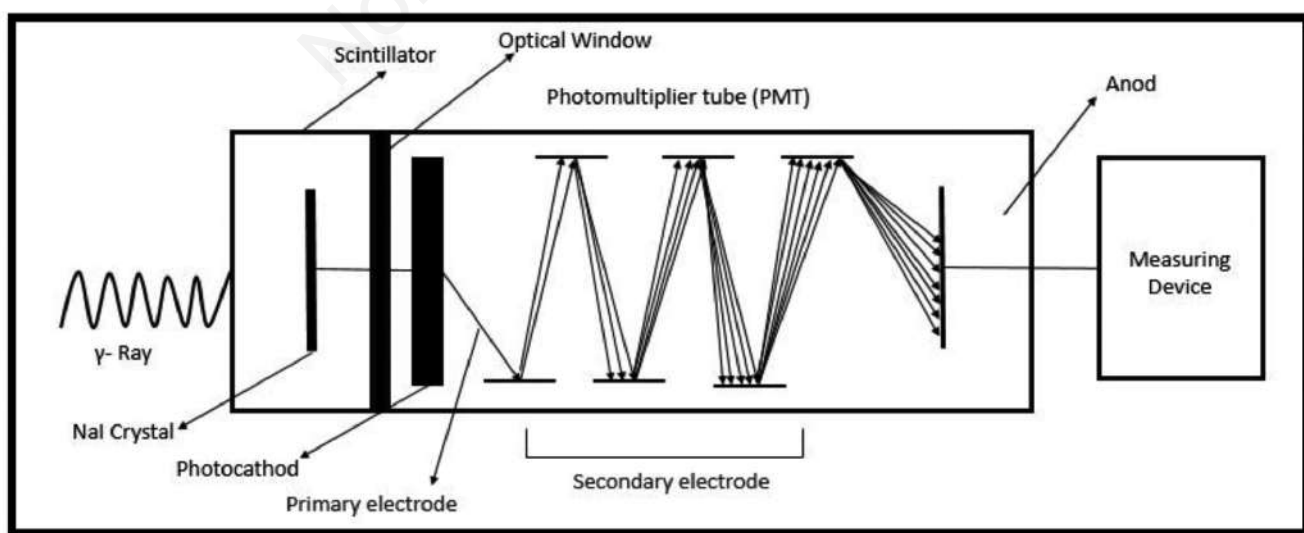 Optical Window
Scintillator
Photomultiplier tube (PMT)
Anod
Measuring
Device
γ- Ray
NaI Crystal
Photocathod
Primary electrode
Secondary electrode